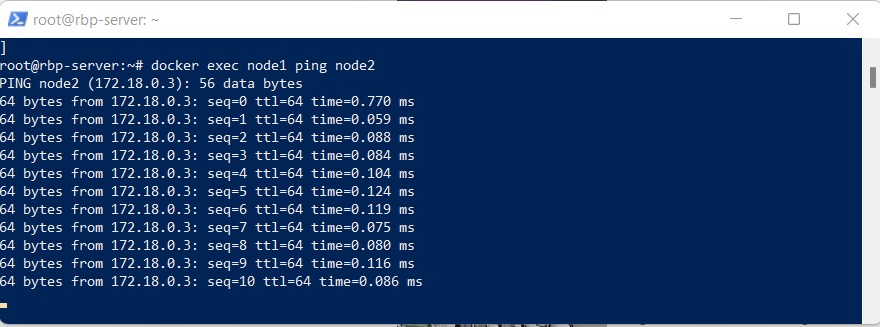 root@rbp-server: ~
]
root@rbp-server:~# docker exec node1 ping node2
PING node2 (172.18.0.3): 56 data bytes
64 bytes from 172.18.0.3: seq=0 ttl=64 time=0.770 ms
64 bytes from 172.18.0.3: seq=1 ttl=64 time=0.059 ms
64 bytes from 172.18.0.3: seq=2 ttl=64 time=0.088 ms
64 bytes from 172.18.0.3: seq=3 ttl=64 time=0.084 ms
64 bytes from 172.18.0.3: seq=4 ttl=64 time=0.104 ms
64 bytes from 172.18.0.3: seq=5 ttl=64 time=0.124 ms
64 bytes from 172.18.0.3: seq=6 ttl=64 time=0.119 ms
64 bytes from 172.18.0.3: seq=7 ttl=64 time=0.075 ms
64 bytes from 172.18.0.3: seq=8 ttl=64 time=0.080 ms
64 bytes from 172.18.0.3: seq=9 ttl=64 time=0.116 ms
64 bytes from 172.18.0.3: seq=10 ttl=64 time=0.086 ms